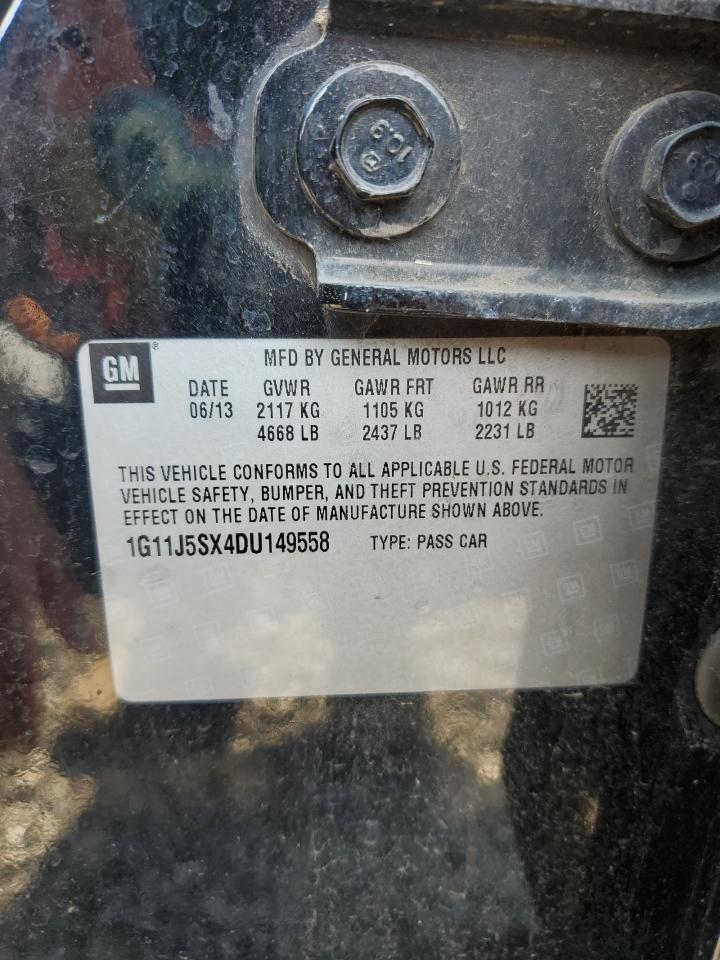 10.9
GM ®
MFD BY GENERAL MOTORS LLC
DATE GVWR GAWR FRT GAWR RR
06/13 2117 KG 1105 KG 1012 KG
4668 LB 2437 LB 2231 LB
THIS VEHICLE CONFORMS TO ALL APPLICABLE U.S. FEDERAL MOTOR
VEHICLE SAFETY, BUMPER, AND THEFT PREVENTION STANDARDS IN
EFFECT ON THE DATE OF MANUFACTURE SHOWN ABOVE.
1G11J5SX4DU149558 TYPE: PASS CAR